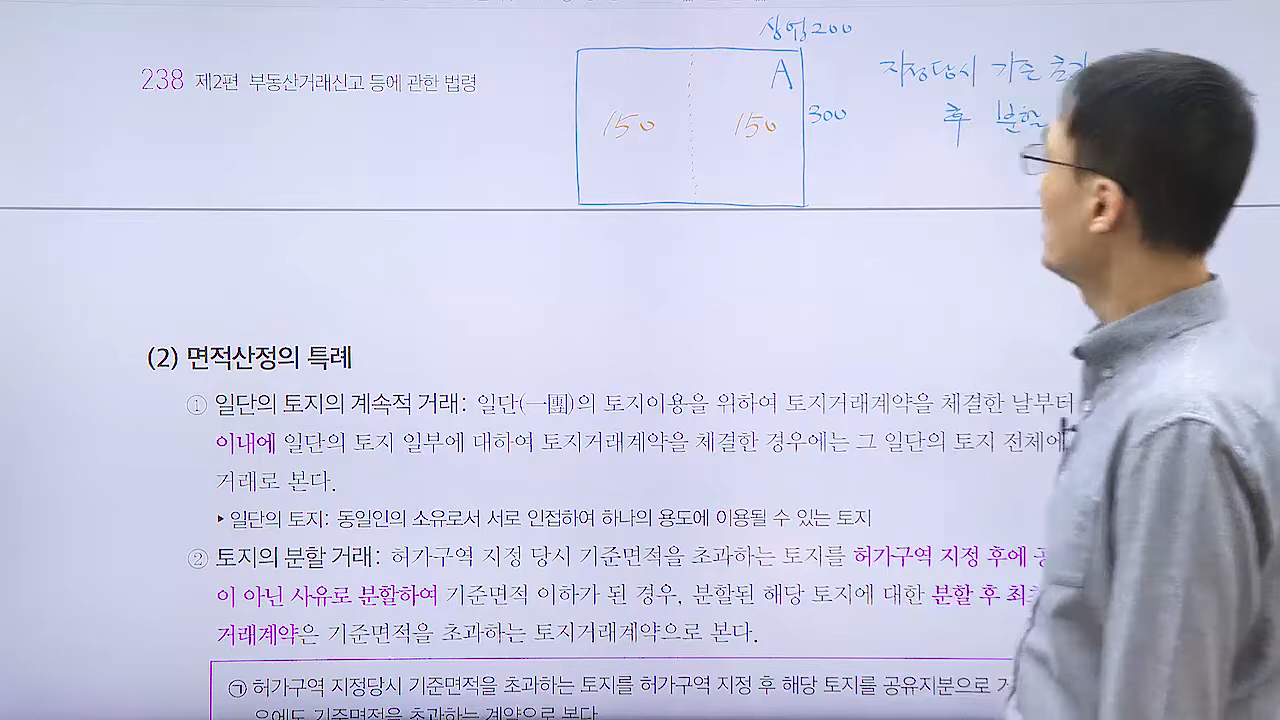 상업200
238 제2편 부동산거래신고 등에 관한 법령
A
지정당시 기준
150 150 300
후 분할
(2) 면적산정의 특례
① 일단의 토지의 계속적 거래: 일단(一團)의 토지이용을 위하여 토지거래계약을 체결한 날부터
이내에 일단의 토지 일부에 대하여 토지거래계약을 체결한 경우에는 그 일단의 토지 전체에
거래로 본다.
▸일단의 토지: 동일인의 소유로서 서로 인접하여 하나의 용도에 이용될 수 있는 토지
② 토지의 분할 거래: 허가구역 지정 당시 기준면적을 초과하는 토지를 허가구역 지정 후에
이 아닌 사유로 분할하여 기준면적 이하가 된 경우, 분할된 해당 토지에 대한 분할 후
거래계약은 기준면적을 초과하는 토지거래계약으로 본다.
㉠ 허가구역 지정당시 기준면적을 초과하는 토지를 허가구역 지정 후 해당 토지를 공유지분으로
우에도 기준면적을 초과하는 계약으로 본다